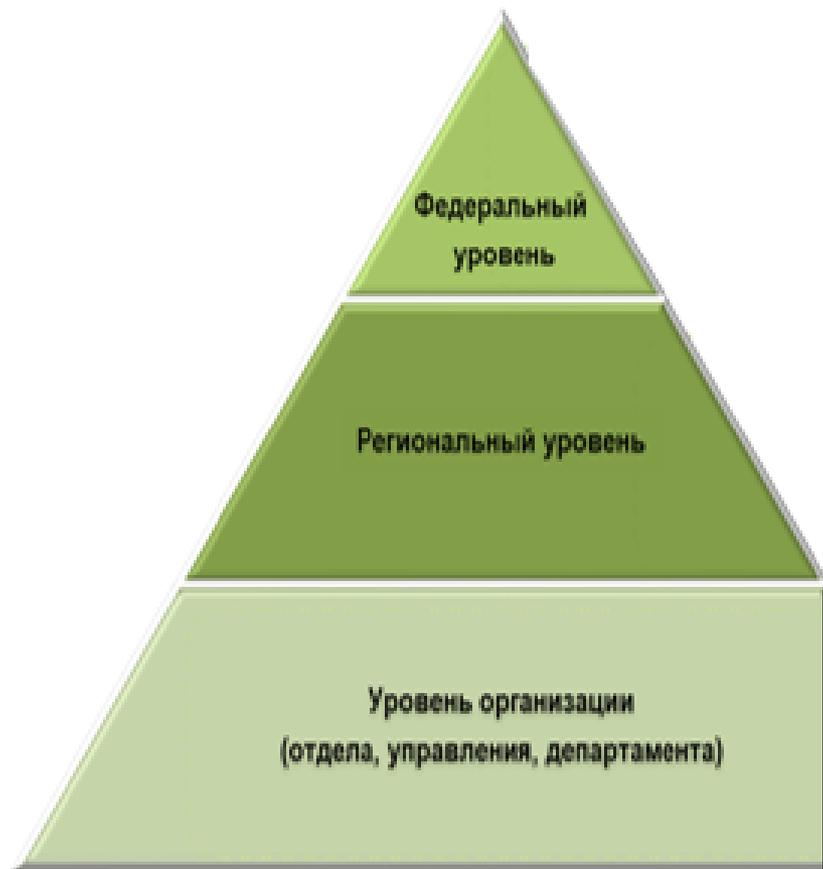 Федеральный
уровень
Региональный уровень
Уровень организации
(отдела, управления, департамента)